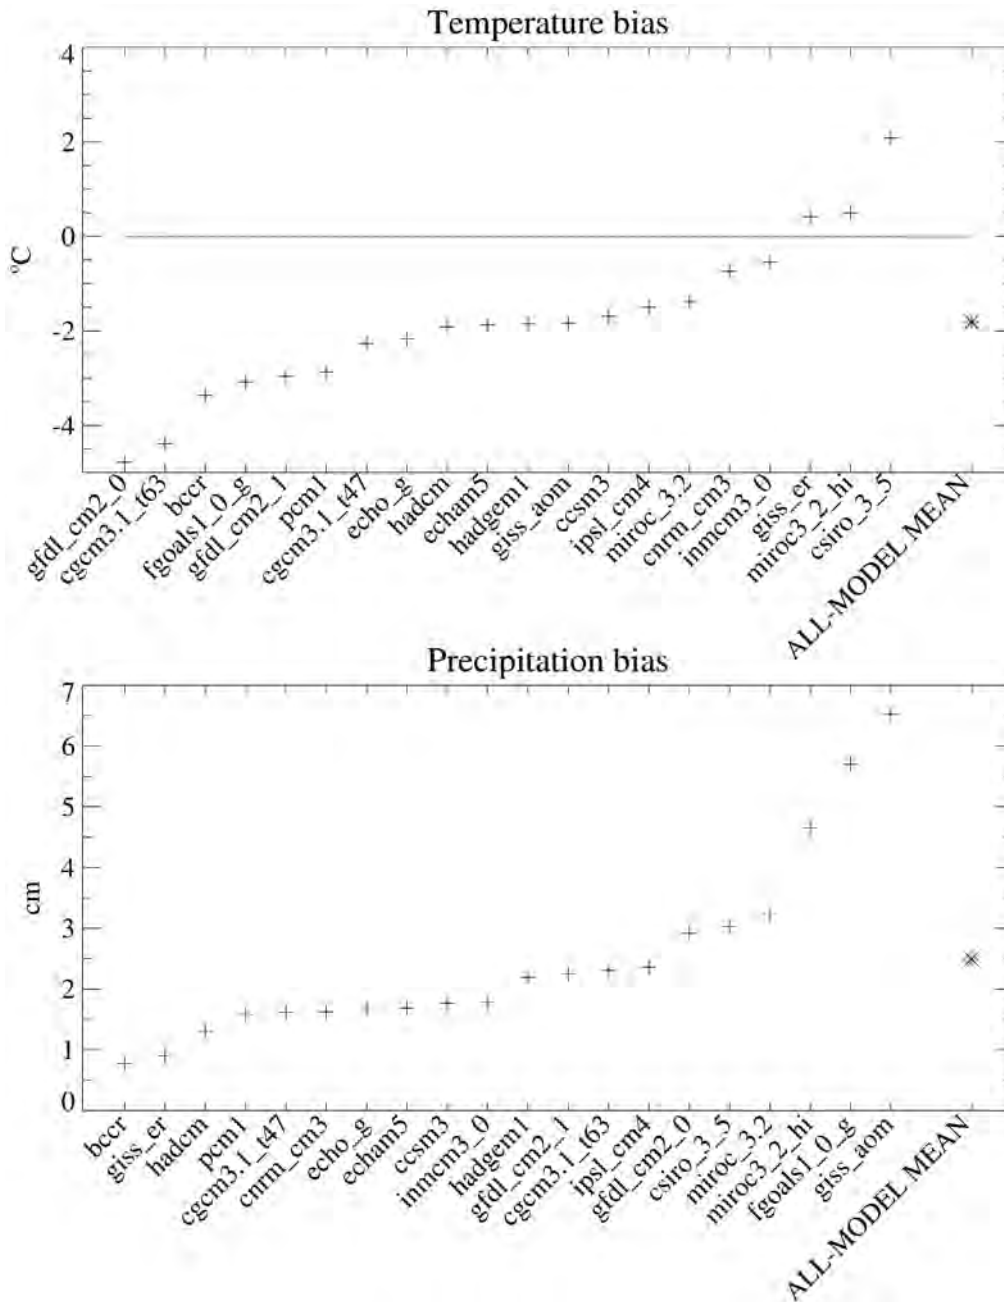 Temperature bias
4
2
0
-2
-4
°C
gfdl_cm2_0
cgcm3.1_t63
bccr
fgoals1_0_g
gfdl_cm2_1
pcm1
cgcm3.1_t47
echo_g
hadcm
echam5
hadgem1
giss_aom
ccsm3
ipsl_cm4
miroc_3.2
cnrm_cm3
inmcm3_0
giss_er
miroc3_2_hi
csiro_3_5
ALL-MODEL MEAN
Precipitation bias
7
6
5
4
3
2
1
0
cm
bccr
giss_er
hadcm
pcm1
cgcm3.1_t47
cnrm_cm3
echo_g
echam5
ccsm3
inmcm3_0
hadgem1
gfdl_cm2_1
cgcm3.1_t63
ipsl_cm4
gfdl_cm2_0
csiro_3_5
miroc_3.2
miroc3_2_hi
fgoals1_0_g
giss_aom
ALL-MODEL MEAN